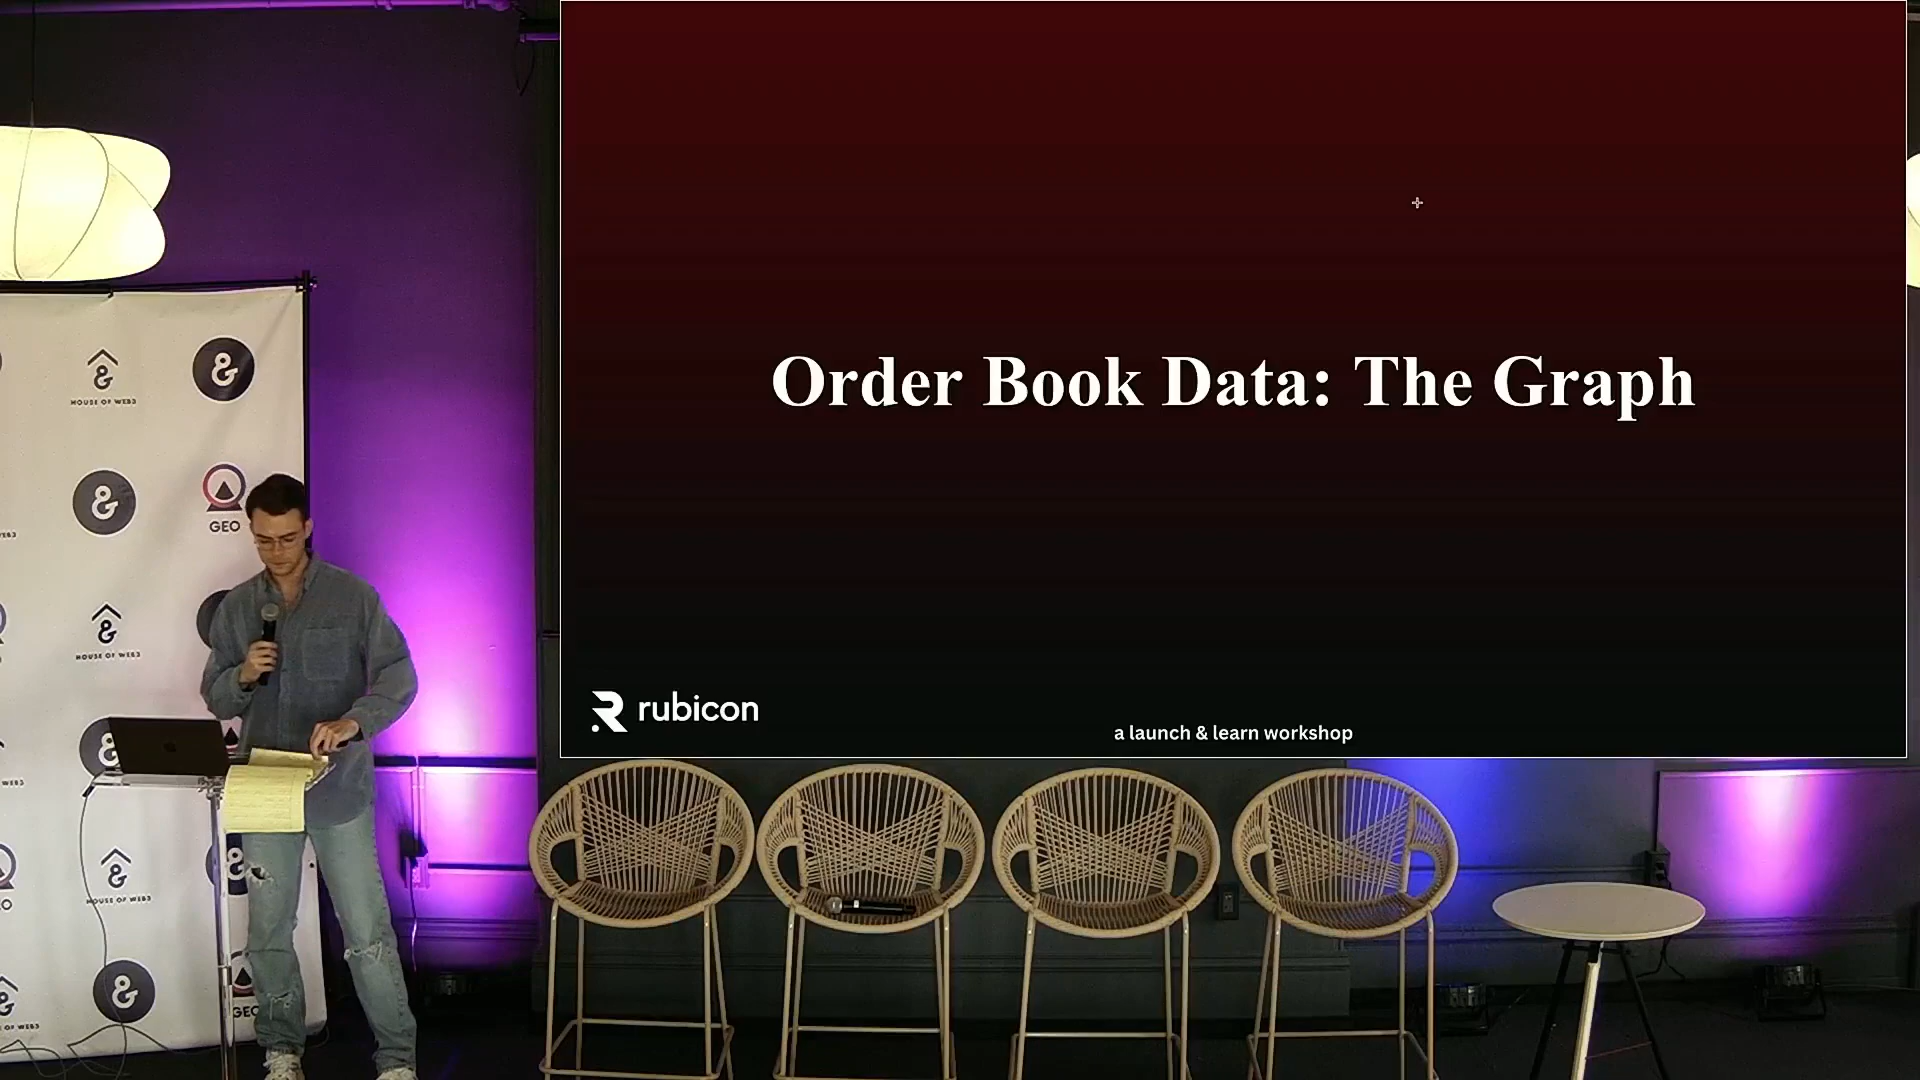 Order Book Data: The Graph
rubicon
a launch & learn workshop
&
HOUSE OF WEB3
&
&
GEO
&
HOUSE OF WEB3
&
HOUSE OF WEB3
&
GEO